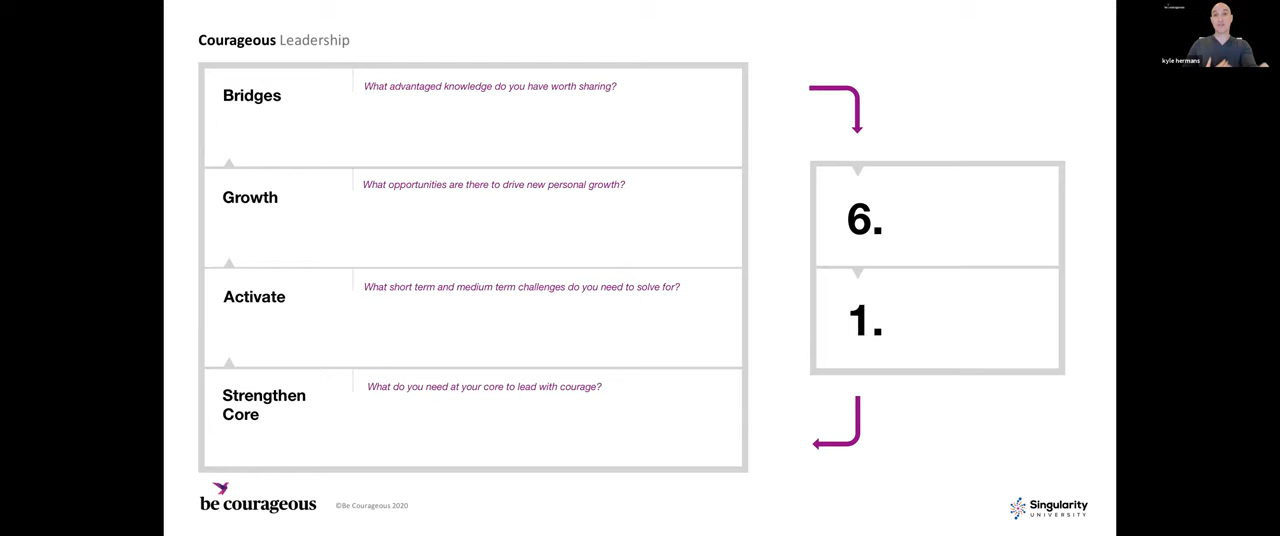 Courageous Leadership
Bridges
What advantaged knowledge do you have worth sharing?
Growth
What opportunities are there to drive new personal growth?
Activate
What short term and medium term challenges do you need to solve for?
Strengthen
Core
What do you need at your core to lead with courage?
6.
1.
be courageous
©Be Courageous 2020
Singularity
UNIVERSITY
be courageous
kyle hermans